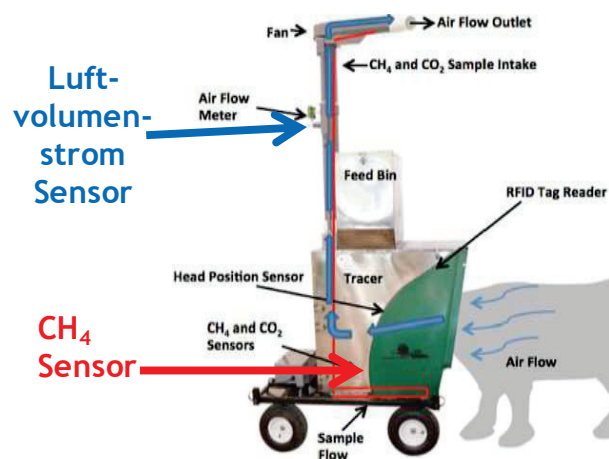 Fan
Air Flow Outlet
CH₄ and CO₂ Sample Intake
Luft-
volumen-
strom
Sensor
Air Flow
Meter
Feed Bin
RFID Tag Reader
Head Position Sensor
Tracer
CH₄
Sensor
CH₄ and CO₂
Sensors
Air Flow
Sample
Flow